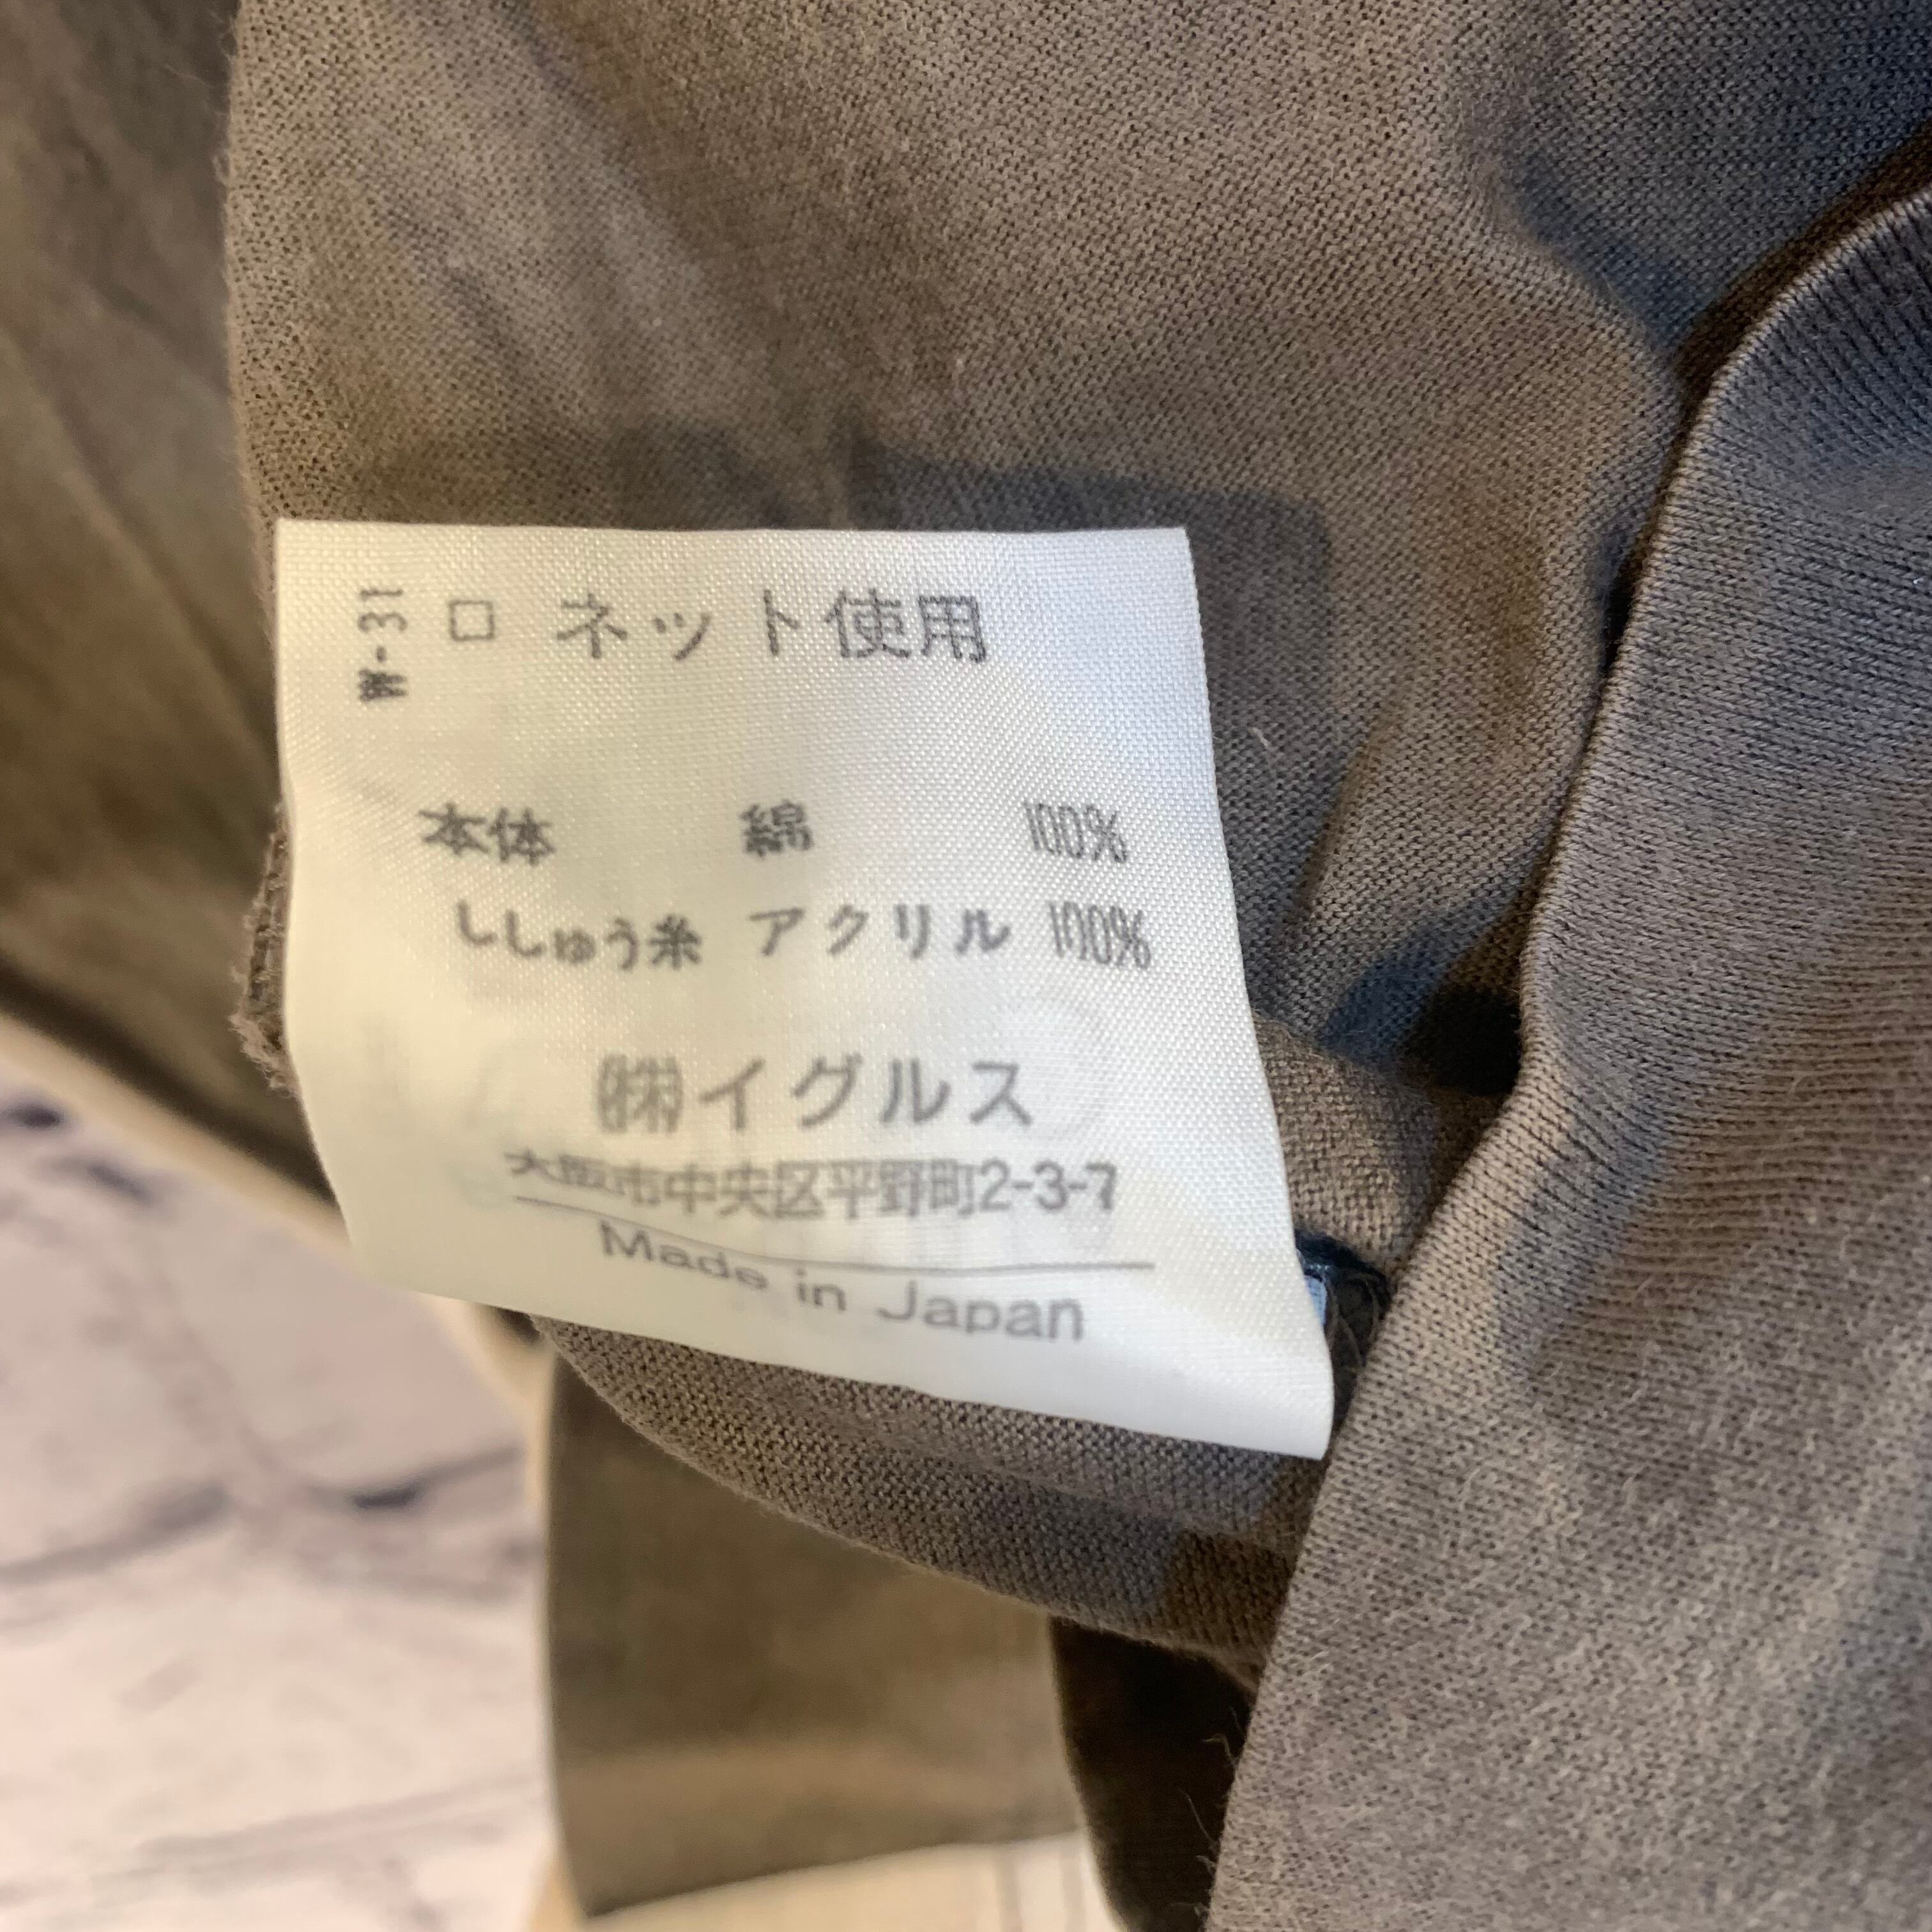 W-31
□ ネット使用
本体 綿 100%
ししゅう糸 アクリル 100%
㈱イグルス
大阪市中央区平野町2-3-7
Made in Japan